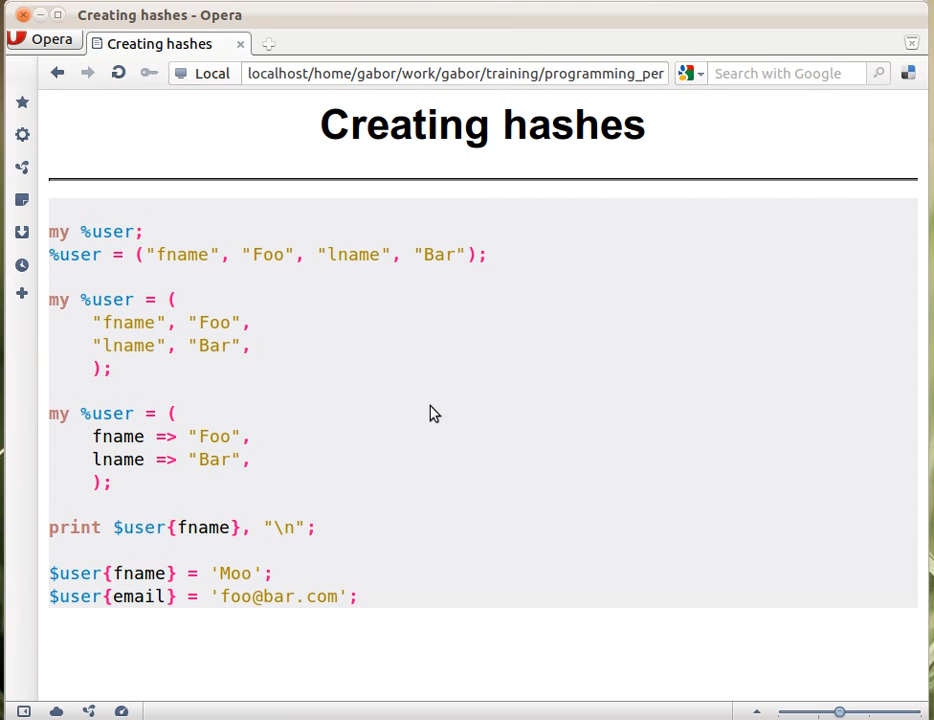 Creating hashes - Opera
Opera
Creating hashes
Local
localhost/home/gabor/work/gabor/training/programming_per
Search with Google
Creating hashes
my %user;
%user = ("fname", "Foo", "lname", "Bar");
my %user = (
    "fname", "Foo",
    "lname", "Bar",
    );
my %user = (
    fname => "Foo",
    lname => "Bar",
    );
print $user{fname}, "\n";
$user{fname} = 'Moo';
$user{email} = 'foo@bar.com';